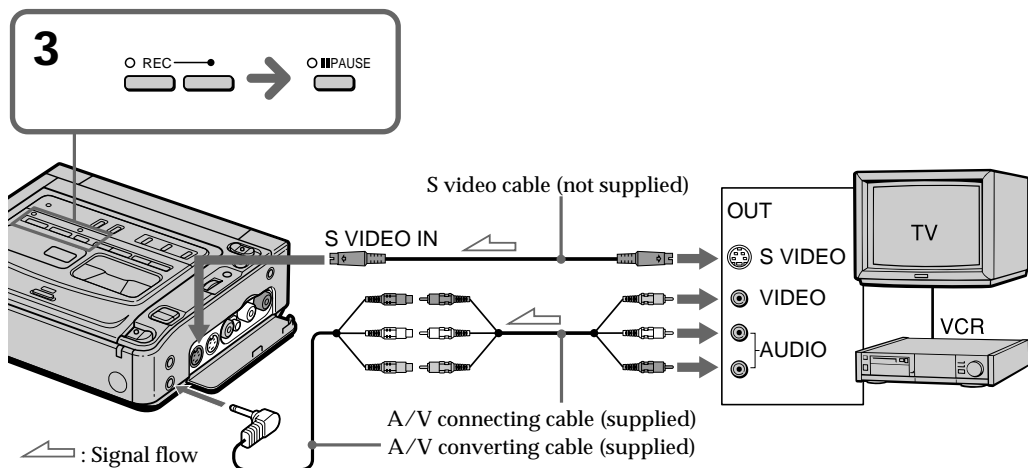 3
REC
PAUSE
S video cable (not supplied)
OUT
TV
S VIDEO IN
S VIDEO
VIDEO
AUDIO
VCR
A/V connecting cable (supplied)
A/V converting cable (supplied)
: Signal flow